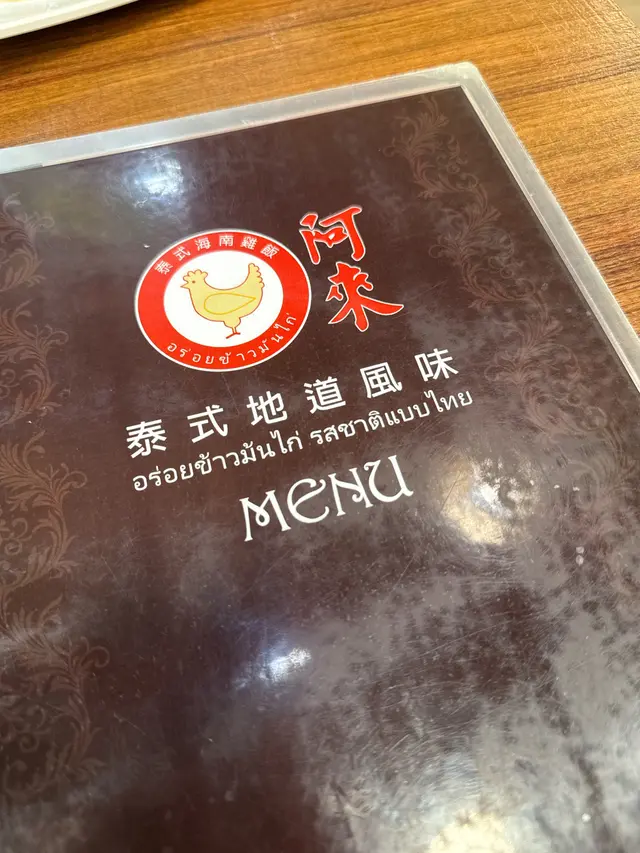 泰式海南雞飯
อร่อยข้าวมันไก่
阿來
泰式地道風味
อร่อยข้าวมันไก่ รสชาติแบบไทย
MENU